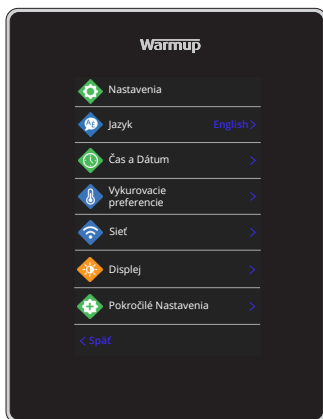 Warmup
Nastavenia
Jazyk English >
Čas a Dátum >
Vykurovacie
preferencie >
Sieť >
Displej >
Pokročilé Nastavenia >
< Späť